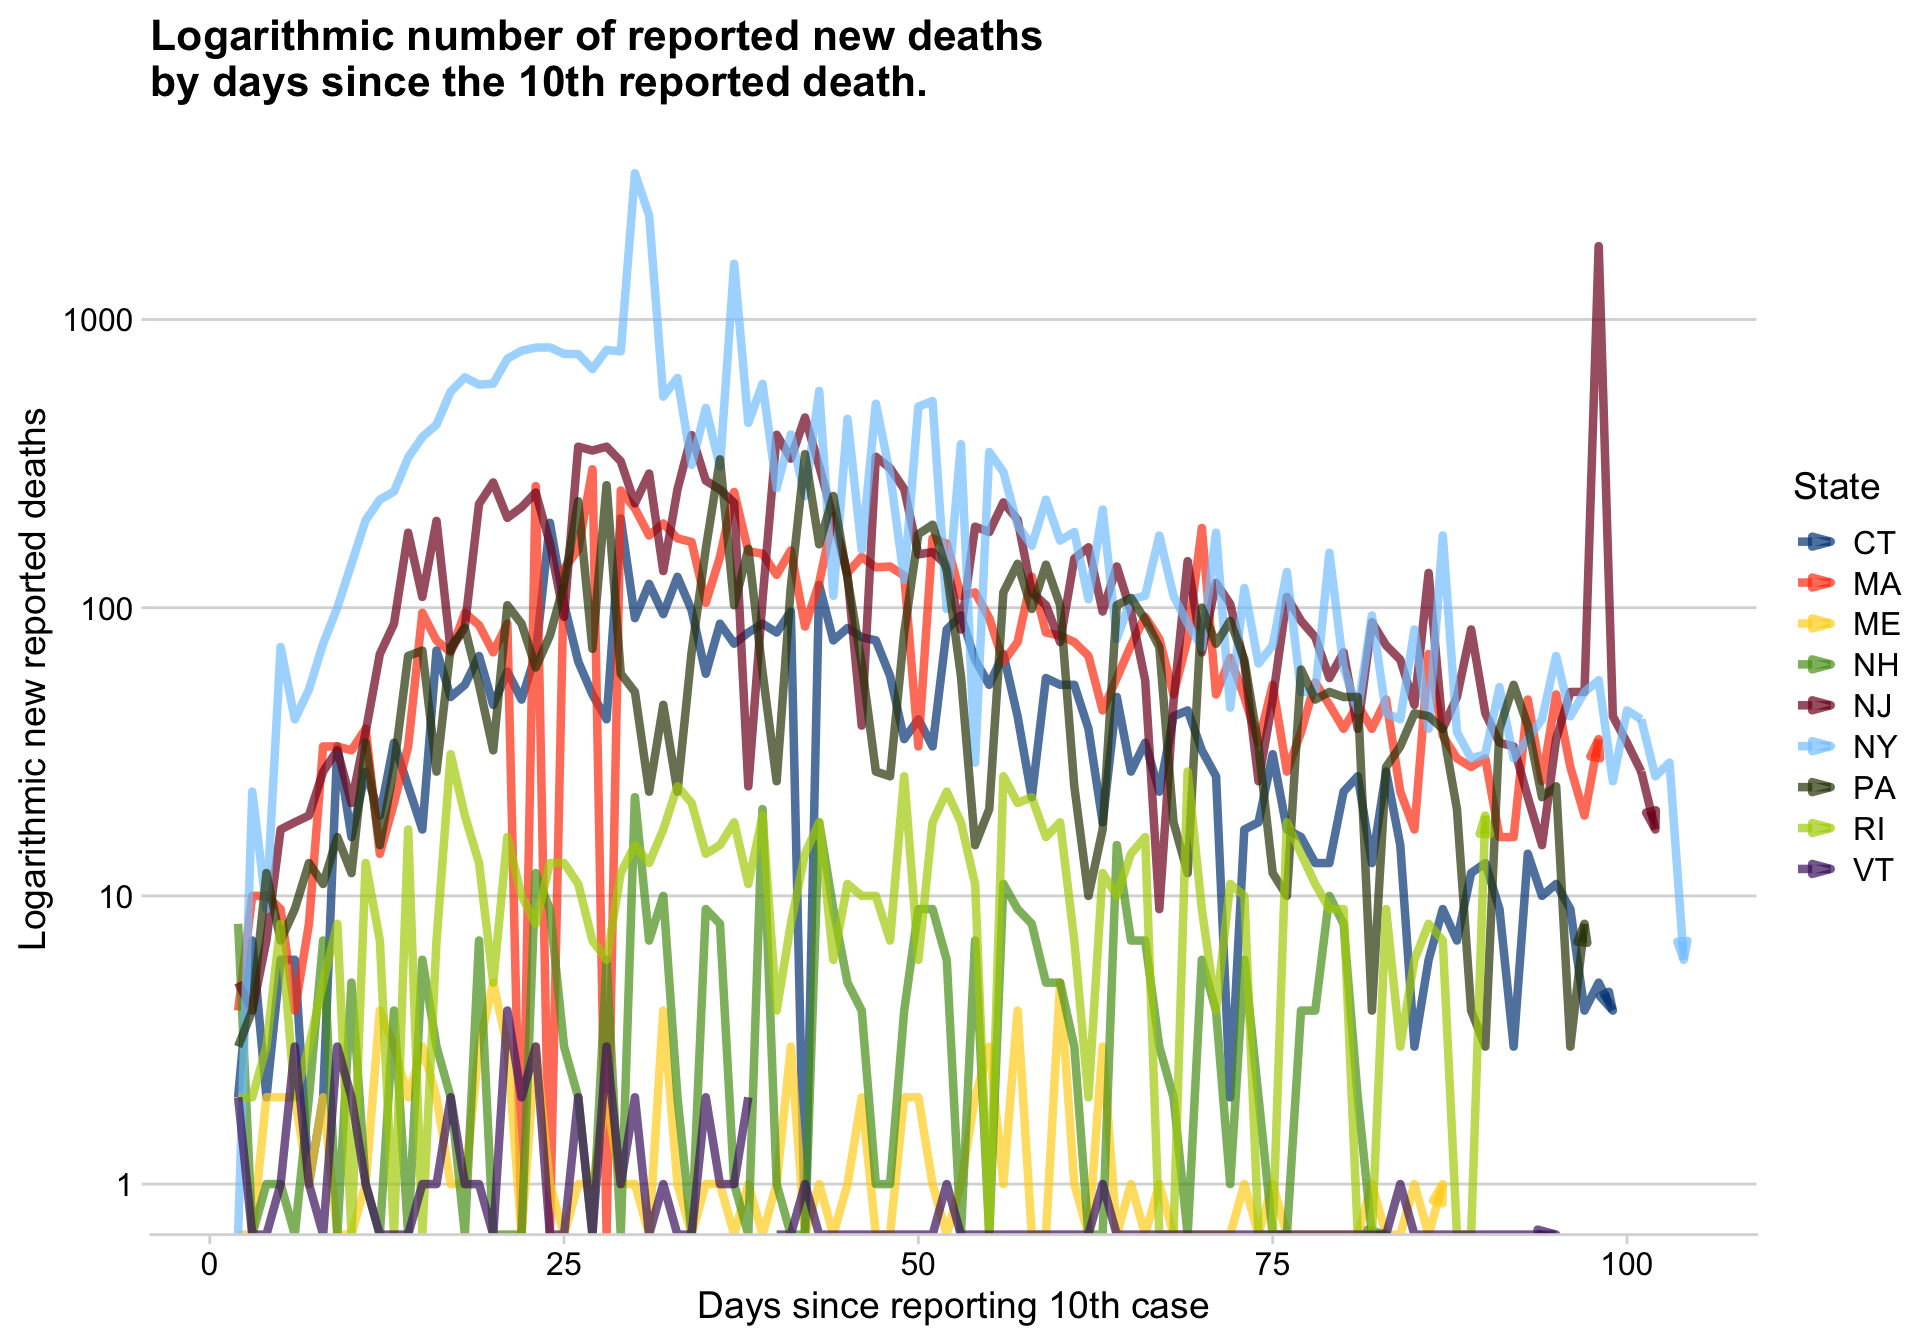 Logarithmic number of reported new deaths
by days since the 10th reported death.
Logarithmic new reported deaths
1000
100
10
1
0
25
50
75
100
Days since reporting 10th case
State
CT
MA
ME
NH
NJ
NY
PA
RI
VT